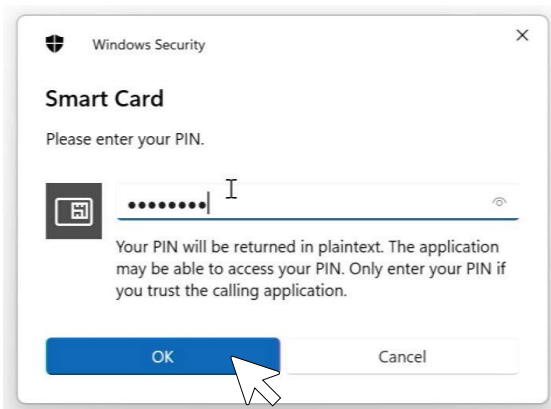 Windows Security
Smart Card
Please enter your PIN.
••••••••
Your PIN will be returned in plaintext. The application
may be able to access your PIN. Only enter your PIN if
you trust the calling application.
OK
Cancel